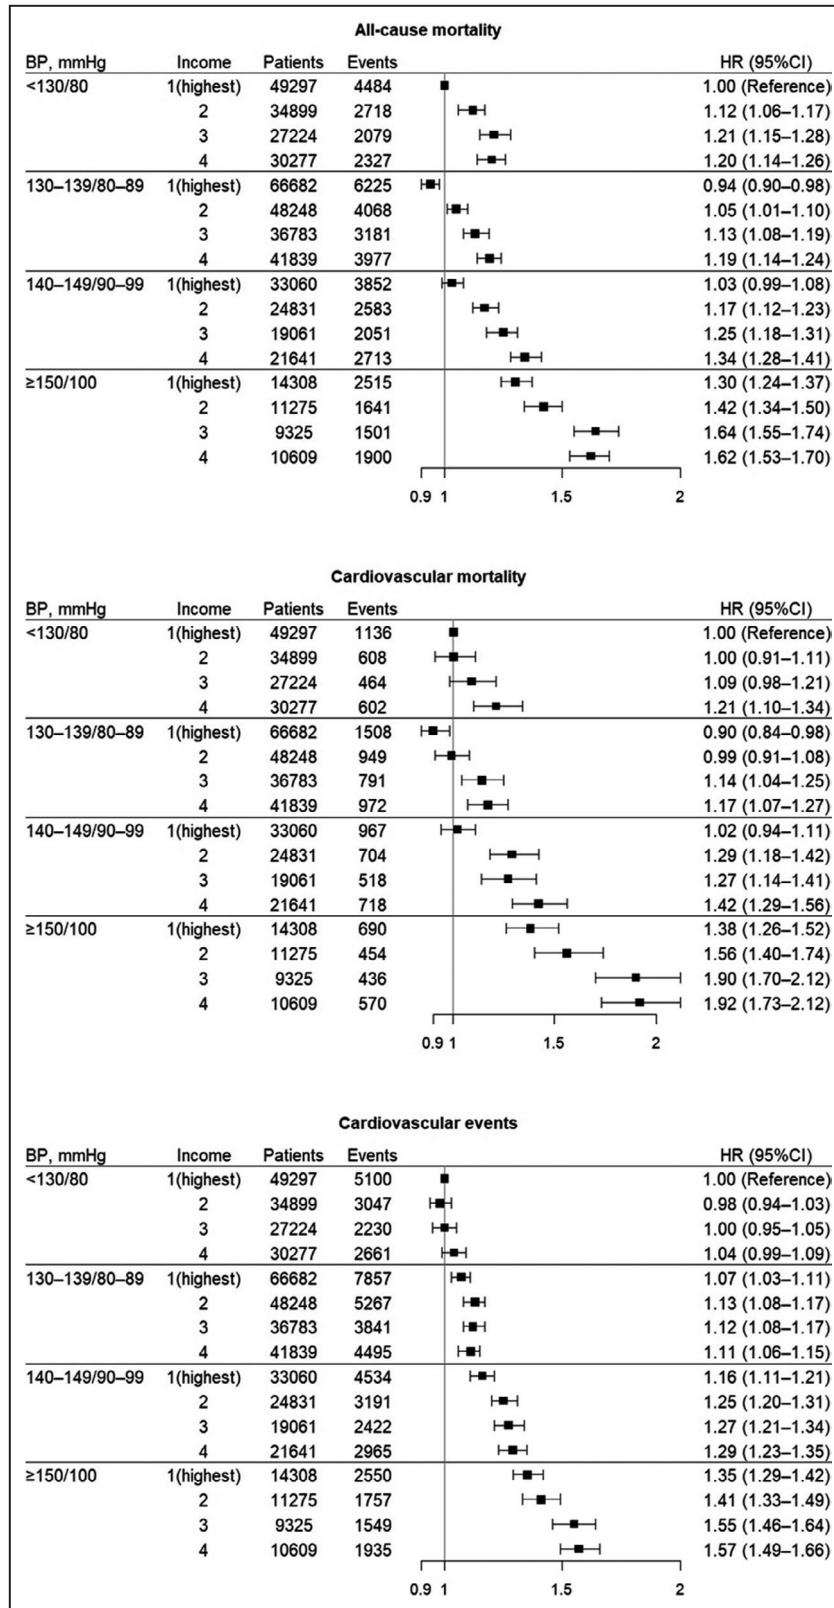 All-cause mortality
BP, mmHg Income Patients Events HR (95%CI)
<130/80 1(highest) 49297 4484 1.00 (Reference)
2 34899 2718 1.12 (1.06–1.17)
3 27224 2079 1.21 (1.15–1.28)
4 30277 2327 1.20 (1.14–1.26)
130–139/80–89 1(highest) 66682 6225 0.94 (0.90–0.98)
2 48248 4068 1.05 (1.01–1.10)
3 36783 3181 1.13 (1.08–1.19)
4 41839 3977 1.19 (1.14–1.24)
140–149/90–99 1(highest) 33060 3852 1.03 (0.99–1.08)
2 24831 2583 1.17 (1.12–1.23)
3 19061 2051 1.25 (1.18–1.31)
4 21641 2713 1.34 (1.28–1.41)
≥150/100 1(highest) 14308 2515 1.30 (1.24–1.37)
2 11275 1641 1.42 (1.34–1.50)
3 9325 1501 1.64 (1.55–1.74)
4 10609 1900 1.62 (1.53–1.70)
0.9 1 1.5 2
Cardiovascular mortality
BP, mmHg Income Patients Events HR (95%CI)
<130/80 1(highest) 49297 1136 1.00 (Reference)
2 34899 608 1.00 (0.91–1.11)
3 27224 464 1.09 (0.98–1.21)
4 30277 602 1.21 (1.10–1.34)
130–139/80–89 1(highest) 66682 1508 0.90 (0.84–0.98)
2 48248 949 0.99 (0.91–1.08)
3 36783 791 1.14 (1.04–1.25)
4 41839 972 1.17 (1.07–1.27)
140–149/90–99 1(highest) 33060 967 1.02 (0.94–1.11)
2 24831 704 1.29 (1.18–1.42)
3 19061 518 1.27 (1.14–1.41)
4 21641 718 1.42 (1.29–1.56)
≥150/100 1(highest) 14308 690 1.38 (1.26–1.52)
2 11275 454 1.56 (1.40–1.74)
3 9325 436 1.90 (1.70–2.12)
4 10609 570 1.92 (1.73–2.12)
0.9 1 1.5 2
Cardiovascular events
BP, mmHg Income Patients Events HR (95%CI)
<130/80 1(highest) 49297 5100 1.00 (Reference)
2 34899 3047 0.98 (0.94–1.03)
3 27224 2230 1.00 (0.95–1.05)
4 30277 2661 1.04 (0.99–1.09)
130–139/80–89 1(highest) 66682 7857 1.07 (1.03–1.11)
2 48248 5267 1.13 (1.08–1.17)
3 36783 3841 1.12 (1.08–1.17)
4 41839 4495 1.11 (1.06–1.15)
140–149/90–99 1(highest) 33060 4534 1.16 (1.11–1.21)
2 24831 3191 1.25 (1.20–1.31)
3 19061 2422 1.27 (1.21–1.34)
4 21641 2965 1.29 (1.23–1.35)
≥150/100 1(highest) 14308 2550 1.35 (1.29–1.42)
2 11275 1757 1.41 (1.33–1.49)
3 9325 1549 1.55 (1.46–1.64)
4 10609 1935 1.57 (1.49–1.66)
0.9 1 1.5 2